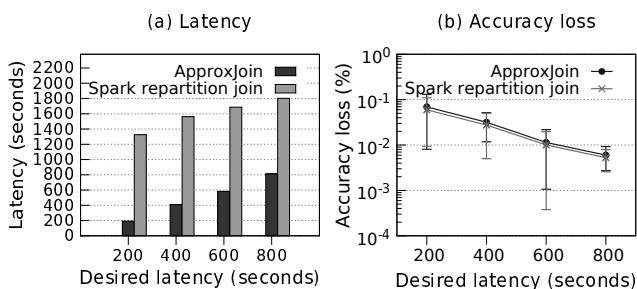 (a) Latency
Latency (seconds)
2200
2000
1800
1600
1400
1200
1000
800
600
400
200
0
ApproxJoin
Spark repartition join
200 400 600 800
Desired latency (seconds)
(b) Accuracy loss
Accuracy loss (%)
10^0
10^-1
10^-2
10^-3
10^-4
ApproxJoin
Spark repartition join
200 400 600 800
Desired latency (seconds)